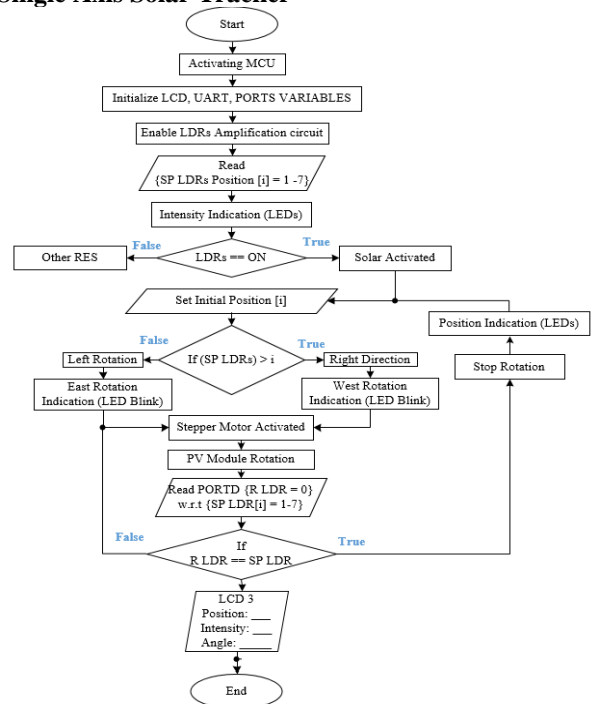 Single Axis Solar Tracker
Start
Activating MCU
Initialize LCD, UART, PORTS VARIABLES
Enable LDRs Amplification circuit
Read
{SP LDRs Position [i] = 1 -7}
Intensity Indication (LEDs)
False
LDRs == ON
True
Other RES
Solar Activated
Set Initial Position [i]
Position Indication (LEDs)
False
If (SP LDRs) > i
True
Left Rotation
Right Direction
Stop Rotation
East Rotation
Indication (LED Blink)
West Rotation
Indication (LED Blink)
Stepper Motor Activated
PV Module Rotation
Read PORTD {R LDR = 0}
w.r.t {SP LDR[i] = 1-7}
False
If
R LDR == SP LDR
True
LCD 3
Position: ___
Intensity: ___
Angle: _____
End